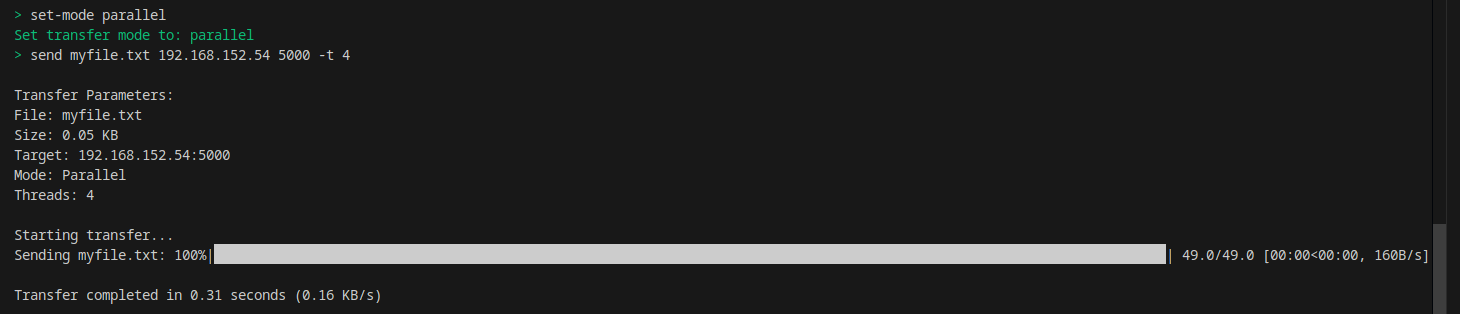 > set-mode parallel
Set transfer mode to: parallel
> send myfile.txt 192.168.152.54 5000 -t 4
Transfer Parameters:
File: myfile.txt
Size: 0.05 KB
Target: 192.168.152.54:5000
Mode: Parallel
Threads: 4
Starting transfer...
Sending myfile.txt: 100%| | 49.0/49.0 [00:00<00:00, 160B/s]
Transfer completed in 0.31 seconds (0.16 KB/s)